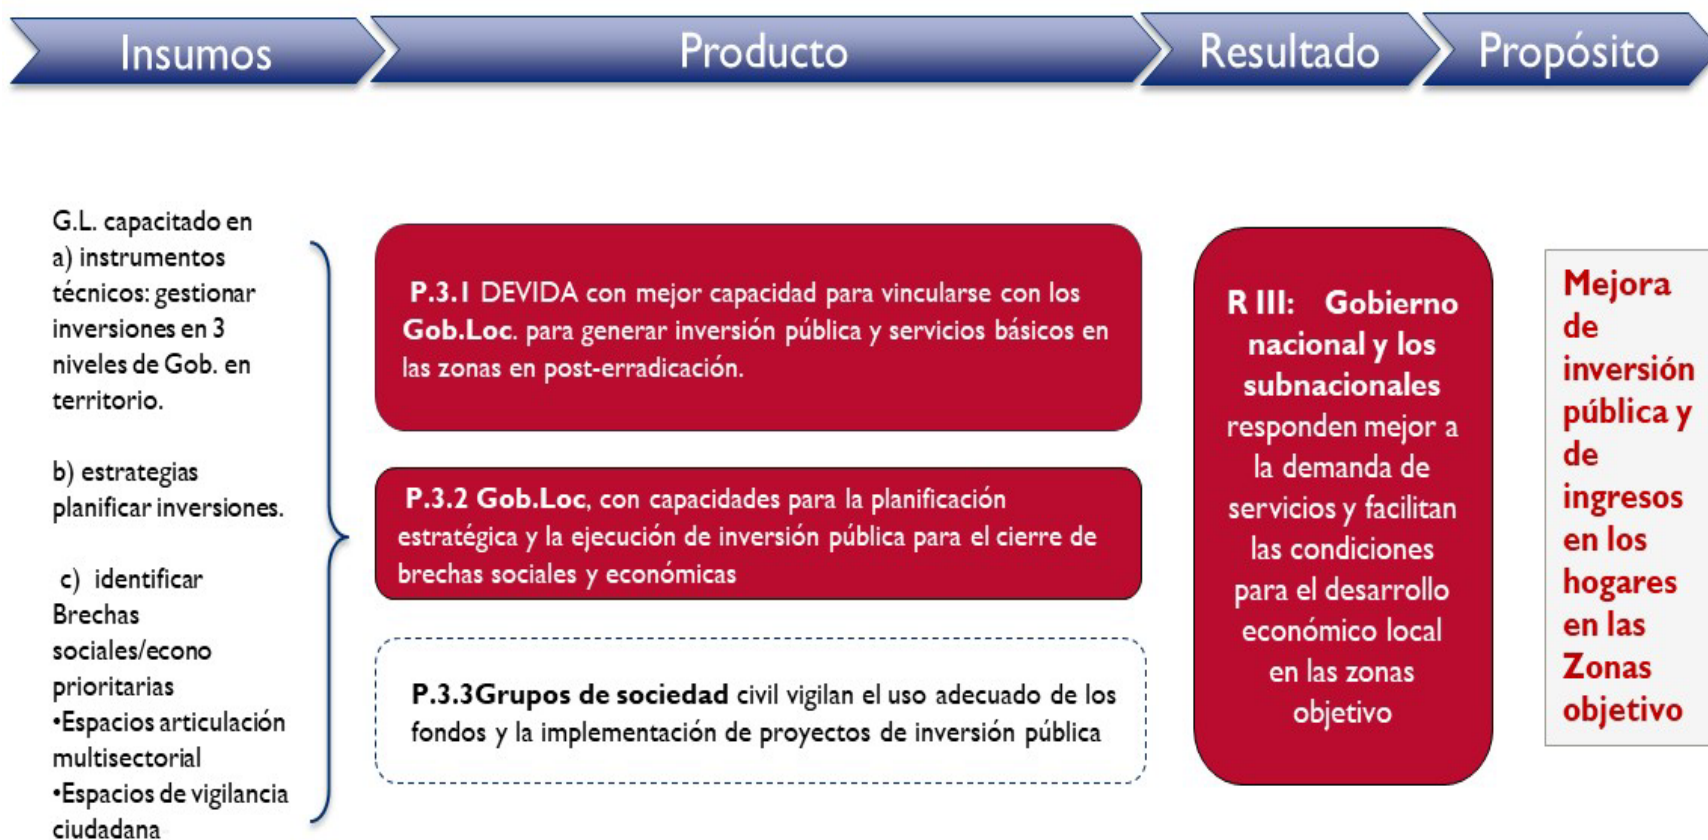 Insumos
Producto
Resultado
Propósito
G.L. capacitado en
a) instrumentos
técnicos: gestionar
inversiones en 3
niveles de Gob. en
territorio.
b) estrategias
planificar inversiones.
c) identificar
Brechas
sociales/econo
prioritarias
•Espacios articulación
multisectorial
•Espacios de vigilancia
ciudadana
P.3.1 DEVIDA con mejor capacidad para vincularse con los
Gob.Loc. para generar inversión pública y servicios básicos en
las zonas en post-erradicación.
P.3.2 Gob.Loc, con capacidades para la planificación
estratégica y la ejecución de inversión pública para el cierre de
brechas sociales y económicas
P.3.3Grupos de sociedad civil vigilan el uso adecuado de los
fondos y la implementación de proyectos de inversión pública
R III: Gobierno
nacional y los
subnacionales
responden mejor a
la demanda de
servicios y facilitan
las condiciones
para el desarrollo
económico local
en las zonas
objetivo
Mejora
de
inversión
pública y
de
ingresos
en los
hogares
en las
Zonas
objetivo